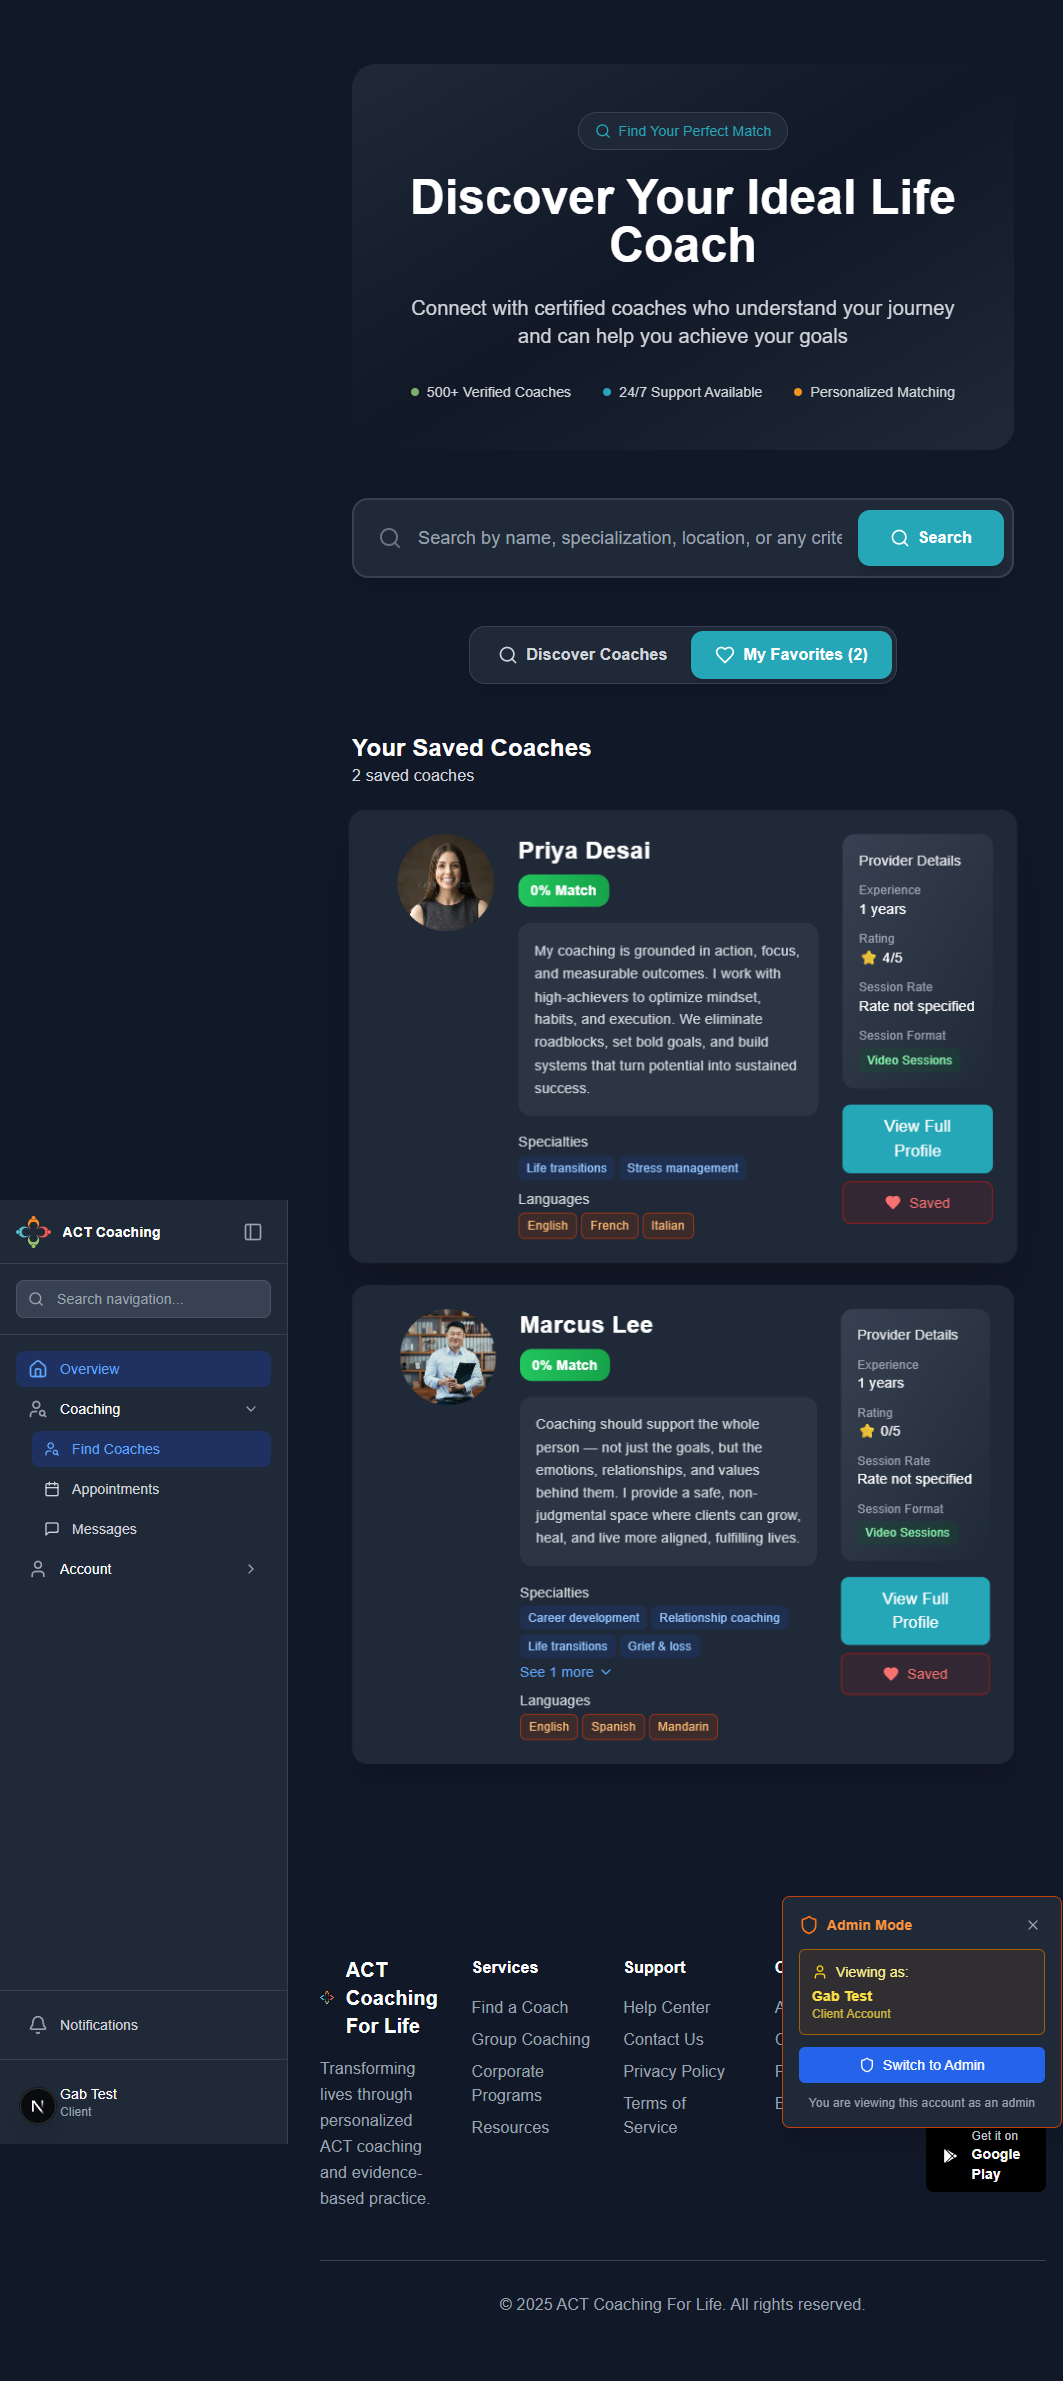 Find Your Perfect Match
Discover Your Ideal Life
Coach
Connect with certified coaches who understand your journey
and can help you achieve your goals
500+ Verified Coaches
24/7 Support Available
Personalized Matching
Search by name, specialization, location, or any crite
Search
Discover Coaches
My Favorites (2)
Your Saved Coaches
2 saved coaches
Priya Desai
0% Match
My coaching is grounded in action, focus,
and measurable outcomes. I work with
high-achievers to optimize mindset,
habits, and execution. We eliminate
roadblocks, set bold goals, and build
systems that turn potential into sustained
success.
Specialties
Life transitions
Stress management
Languages
English
French
Italian
Provider Details
Experience
1 years
Rating
4/5
Session Rate
Rate not specified
Session Format
Video Sessions
View Full
Profile
Saved
Marcus Lee
0% Match
Coaching should support the whole
person — not just the goals, but the
emotions, relationships, and values
behind them. I provide a safe, non-
judgmental space where clients can grow,
heal, and live more aligned, fulfilling lives.
Specialties
Career development
Relationship coaching
Life transitions
Grief & loss
See 1 more
Languages
English
Spanish
Mandarin
Provider Details
Experience
1 years
Rating
0/5
Session Rate
Rate not specified
Session Format
Video Sessions
View Full
Profile
Saved
ACT Coaching
Search navigation...
Overview
Coaching
Find Coaches
Appointments
Messages
Account
Notifications
N
Gab Test
Client
ACT
Coaching
For Life
Transforming
lives through
personalized
ACT coaching
and evidence-
based practice.
Services
Find a Coach
Group Coaching
Corporate
Programs
Resources
Support
Help Center
Contact Us
Privacy Policy
Terms of
Service
Admin Mode
Viewing as:
Gab Test
Client Account
Switch to Admin
You are viewing this account as an admin
Get it on
Google
Play
© 2025 ACT Coaching For Life. All rights reserved.